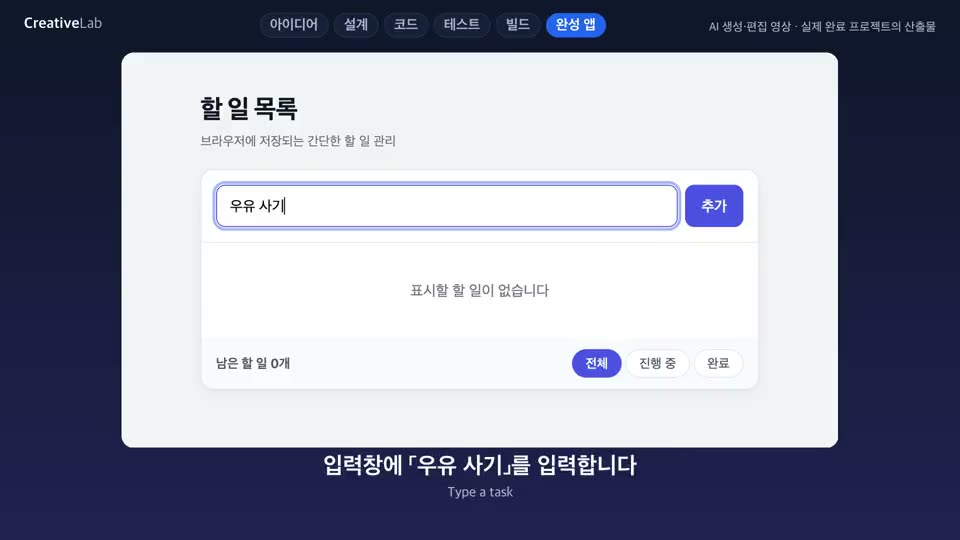 CreativeLab
아이디어 설계 코드 테스트 빌드 완성 앱
AI 생성·편집 영상 · 실제 완료 프로젝트의 산출물
할 일 목록
브라우저에 저장되는 간단한 할 일 관리
우유 사기
추가
표시할 할 일이 없습니다
남은 할 일 0개
전체 진행 중 완료
입력창에 「우유 사기」를 입력합니다
Type a task